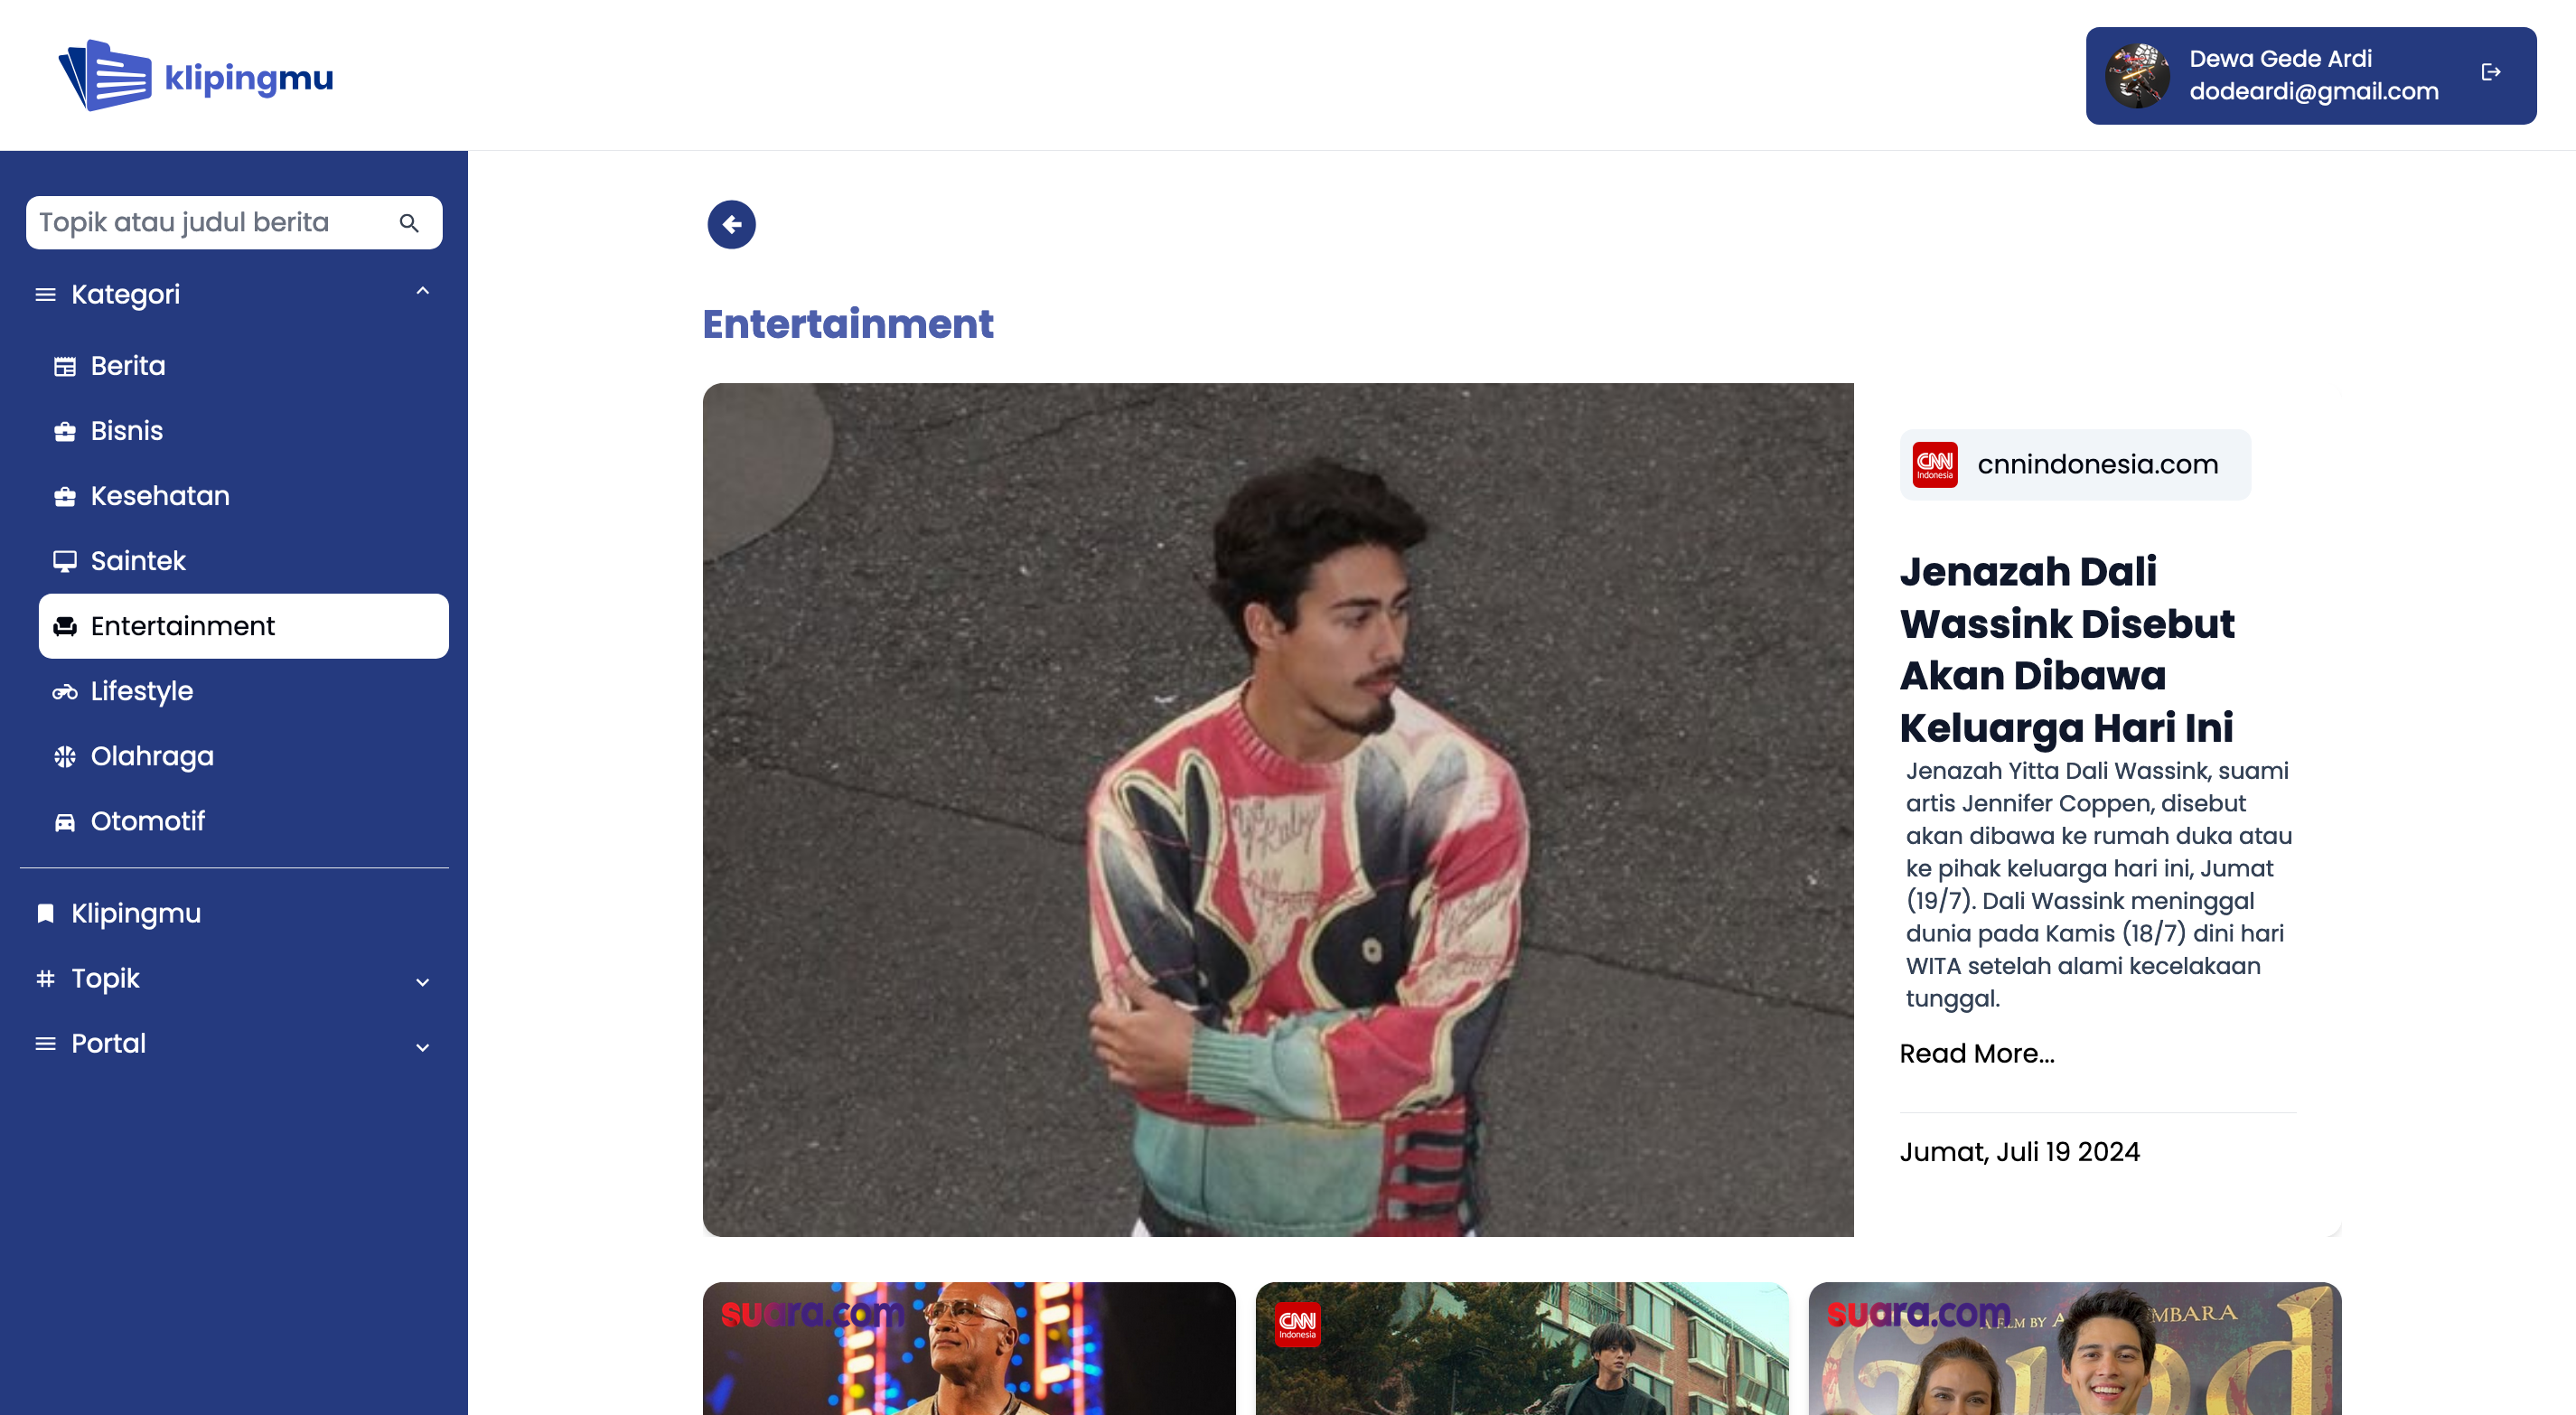 klipingmu
Dewa Gede Ardi
dodeardi@gmail.com
Topik atau judul berita
Kategori
Berita
Bisnis
Kesehatan
Saintek
Entertainment
Lifestyle
Olahraga
Otomotif
Klipingmu
Topik
Portal
Entertainment
CNN
Indonesia
cnnindonesia.com
Jenazah Dali
Wassink Disebut
Akan Dibawa
Keluarga Hari Ini
Jenazah Yitta Dali Wassink, suami
artis Jennifer Coppen, disebut
akan dibawa ke rumah duka atau
ke pihak keluarga hari ini, Jumat
(19/7). Dali Wassink meninggal
dunia pada Kamis (18/7) dini hari
WITA setelah alami kecelakaan
tunggal.
Read More...
Jumat, Juli 19 2024
suara.com
CNN
Indonesia
suara.com